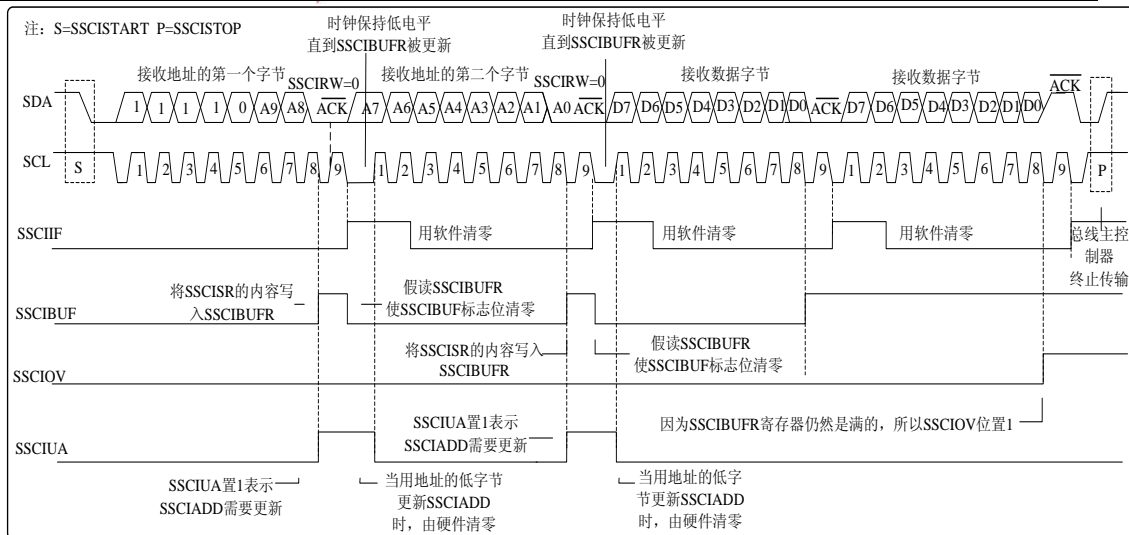 注：S=SSCISTART P=SSCISTOP
时钟保持低电平
直到SSCIBUFR被更新
时钟保持低电平
直到SSCIBUFR被更新
接收地址的第一个字节
SSCIRW=0
接收地址的第二个字节
SSCIRW=0
接收数据字节
接收数据字节
ACK
SDA
1 1 1 1 0 A9 A8 ACK A7 A6 A5 A4 A3 A2 A1 A0 ACK D7 D6 D5 D4 D3 D2 D1 D0 ACK D7 D6 D5 D4 D3 D2 D1 D0
SCL
S 1 2 3 4 5 6 7 8 9 1 2 3 4 5 6 7 8 9 1 2 3 4 5 6 7 8 9 1 2 3 4 5 6 7 8 9 P
SSCIIF
用软件清零
用软件清零
用软件清零
总线主控
制器
终止传输
将SSCISR的内容写
入SSCIBUFR
假读SSCIBUFR
使SSCIBUF标志位清零
SSCIBUF
将SSCISR的内容写入
SSCIBUFR
假读SSCIBUFR
使SSCIBUF标志位清零
SSCIOV
因为SSCIBUFR寄存器仍然是满的，所以SSCIOV位置1
SSCIUA置1表示
SSCIADD需要更新
SSCIUA
SSCIUA置1表示
SSCIADD需要更新
当用地址的低字节
更新SSCIADD
时，由硬件清零
当用地址的低字
节更新SSCIADD
时，由硬件清零